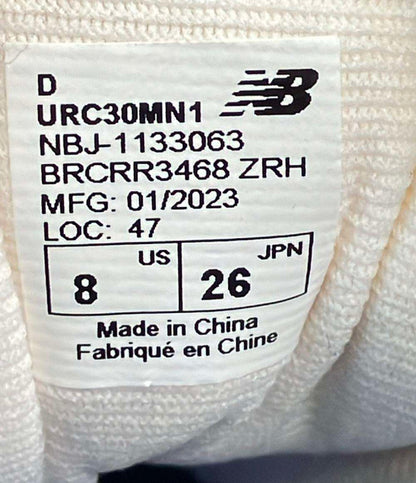 D
URC30MN1
NB
NBJ-1133063
BRCRR3468 ZRH
MFG: 01/2023
LOC: 47
US JPN
8 26
Made in China
Fabriqué en Chine